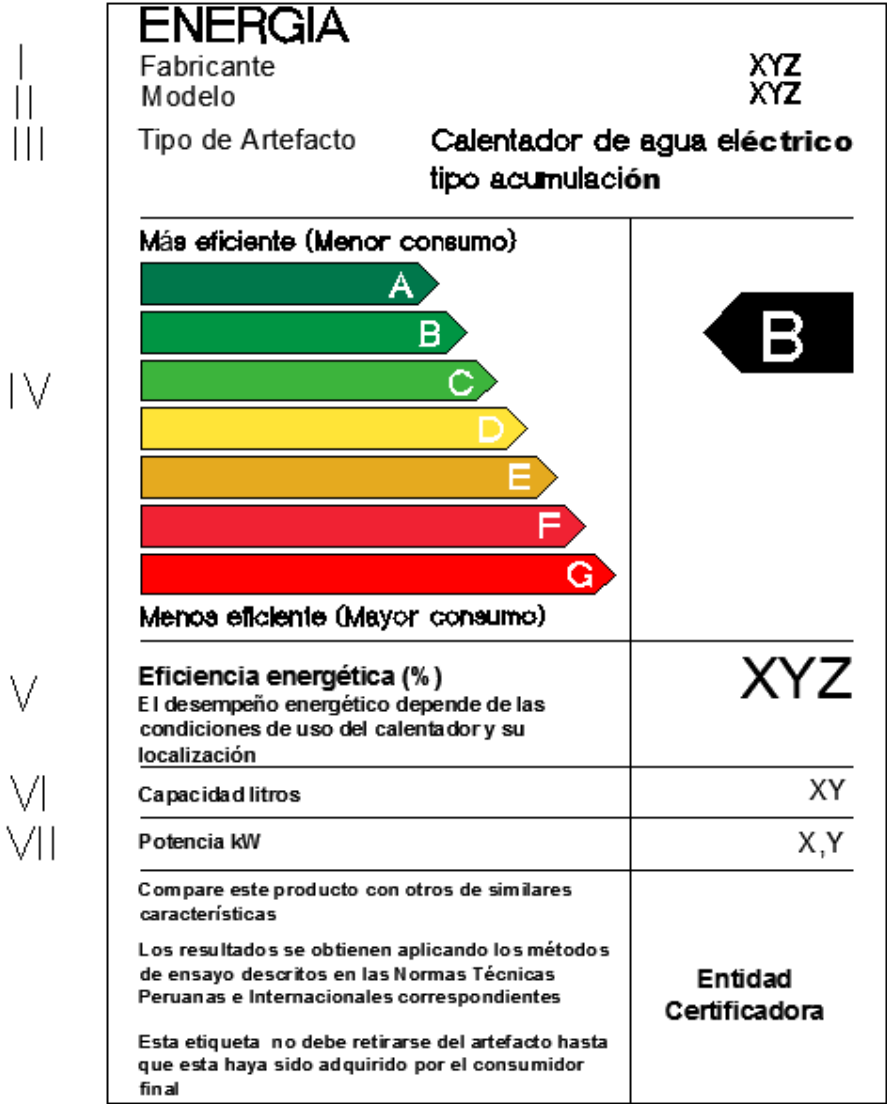 ENERGIA
I Fabricante XYZ
II Modelo XYZ
III Tipo de Artefacto Calentador de agua eléctrico
tipo acumulación
Más eficiente (Menor consumo)
A
B B
IV C
D
E
F
G
Menos eficiente (Mayor consumo)
V Eficiencia energética (%) XYZ
El desempeño energético depende de las
condiciones de uso del calentador y su
localización
VI Capacidad litros XY
VII Potencia kW X,Y
Compare este producto con otros de similares
características
Los resultados se obtienen aplicando los métodos
de ensayo descritos en las Normas Técnicas
Peruanas e Internacionales correspondientes
Entidad
Certificadora
Esta etiqueta no debe retirarse del artefacto hasta
que esta haya sido adquirido por el consumidor
final